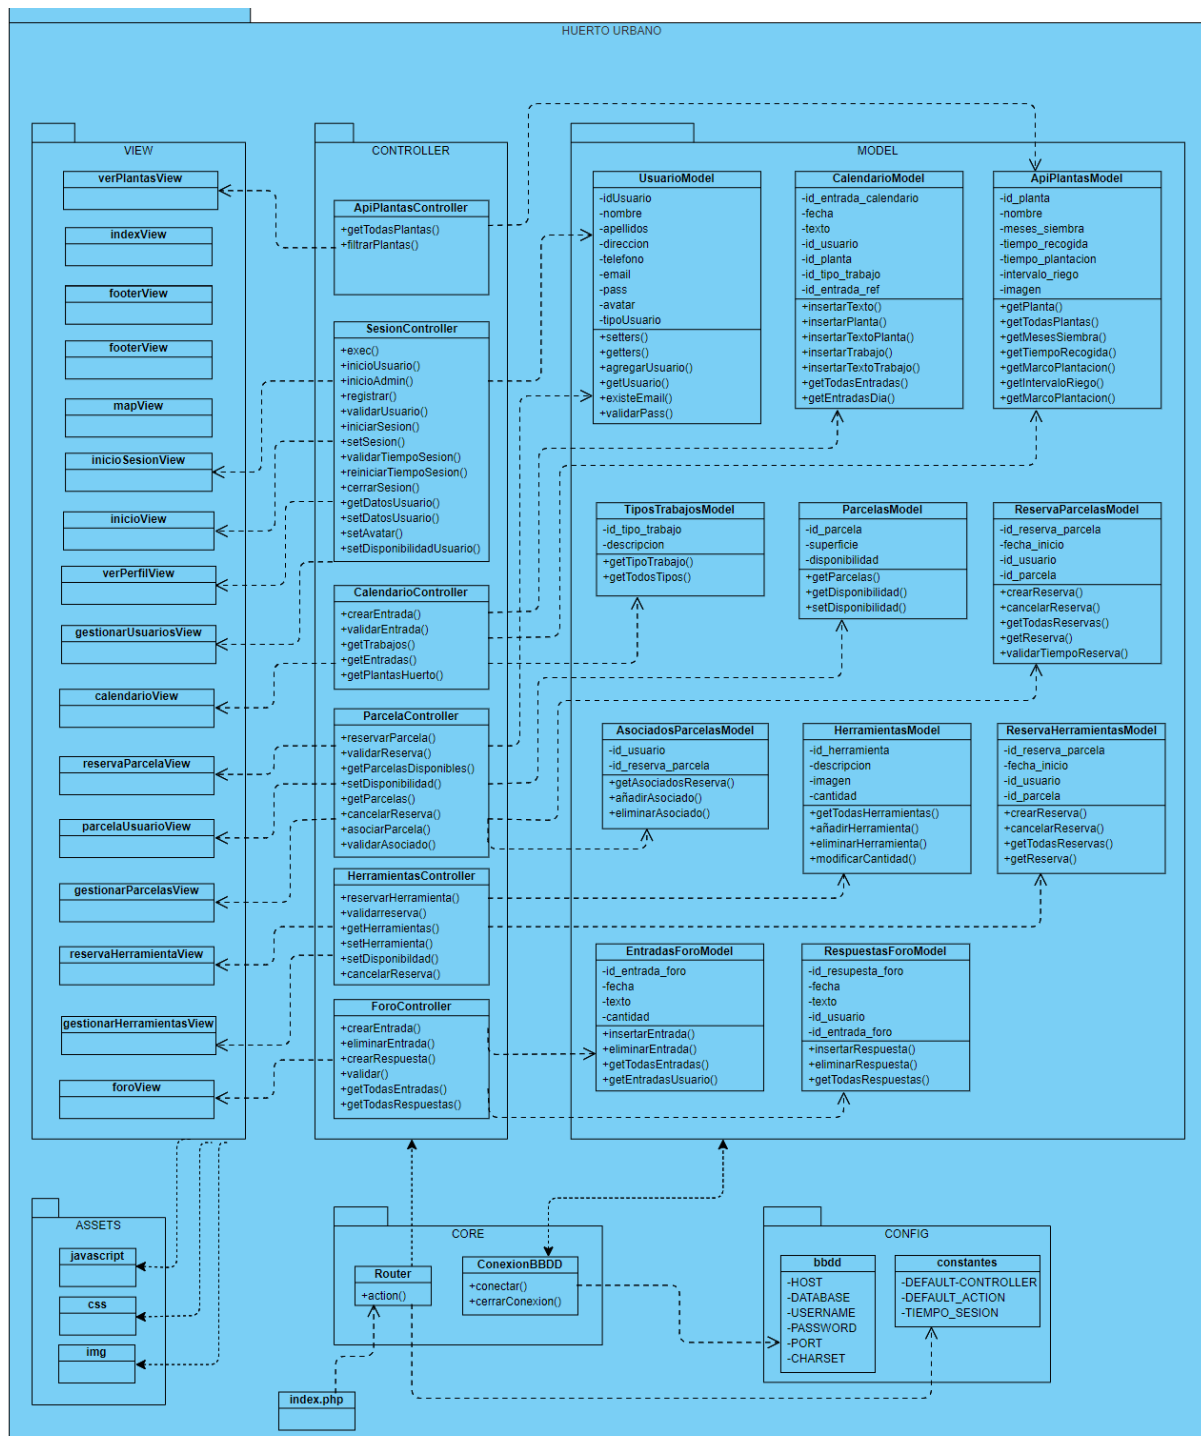 HUERTO URBANO
VIEW
verPlantasView
indexView
footerView
footerView
mapView
inicioSesionView
inicioView
verPerfilView
gestionarUsuariosView
calendarioView
reservaParcelaView
parcelaUsuarioView
gestionarParcelasView
reservaHerramientaView
gestionarHerramientasView
foroView
CONTROLLER
ApiPlantasController
+getTodasPlantas()
+filtrarPlantas()
SesionController
+exec()
+inicioUsuario()
+inicioAdmin()
+registrar()
+validarUsuario()
+iniciarSesion()
+setSesion()
+validarTiempoSesion()
+reiniciarTiempoSesion()
+cerrarSesion()
+getDatosUsuario()
+setDatosUsuario()
+setAvatar()
+setDisponibilidadUsuario()
CalendarioController
+crearEntrada()
+validarEntrada()
+getTrabajos()
+getEntradas()
+getPlantasHuerto()
ParcelaController
+reservarParcela()
+validarReserva()
+getParcelasDisponibles()
+setDisponibilidad()
+getParcelas()
+cancelarReserva()
+asociarParcela()
+validarAsociado()
HerramientasController
+reservarHerramienta()
+validarreserva()
+getHerramientas()
+setHerramienta()
+setDisponibildad()
+cancelarReserva()
ForoController
+crearEntrada()
+eliminarEntrada()
+crearRespuesta()
+validar()
+getTodasEntradas()
+getTodasRespuestas()
MODEL
UsuarioModel
-idUsuario
-nombre
-apellidos
-direccion
-telefono
-email
-pass
-avatar
-tipoUsuario
+setters()
+getters()
+agregarUsuario()
+getUsuario()
+existeEmail()
+validarPass()
CalendarioModel
-id_entrada_calendario
-fecha
-texto
-id_usuario
-id_planta
-id_tipo_trabajo
-id_entrada_ref
+insertarTexto()
+insertarPlanta()
+insertarTextoPlanta()
+insertarTrabajo()
+insertarTextoTrabajo()
+getTodasEntradas()
+getEntradasDia()
ApiPlantasModel
-id_planta
-nombre
-meses_siembra
-tiempo_recogida
-tiempo_plantacion
-intervalo_riego
-imagen
+getPlanta()
+getTodasPlantas()
+getMesesSiembra()
+getTiempoRecogida()
+getMarcoPlantacion()
+getIntervaloRiego()
+getMarcoPlantacion()
TiposTrabajosModel
-id_tipo_trabajo
-descripcion
+getTipoTrabajo()
+getTodosTipos()
ParcelasModel
-id_parcela
-superficie
-disponibilidad
+getParcelas()
+getDisponibilidad()
+setDisponibilidad()
ReservaParcelasModel
-id_reserva_parcela
-fecha_inicio
-id_usuario
-id_parcela
+crearReserva()
+cancelarReserva()
+getTodasReservas()
+getReserva()
+validarTiempoReserva()
AsociadosParcelasModel
-id_usuario
-id_reserva_parcela
+getAsociadosReserva()
+añadirAsociado()
+eliminarAsociado()
HerramientasModel
-id_herramienta
-descripcion
-imagen
-cantidad
+getTodasHerramientas()
+añadirHerramienta()
+eliminarHerramienta()
+modificarCantidad()
ReservaHerramientasModel
-id_reserva_parcela
-fecha_inicio
-id_usuario
-id_parcela
+crearReserva()
+cancelarReserva()
+getTodasReservas()
+getReserva()
EntradasForoModel
-id_entrada_foro
-fecha
-texto
-cantidad
+insertarEntrada()
+eliminarEntrada()
+getTodasEntradas()
+getEntradasUsuario()
RespuestasForoModel
-id_resupesta_foro
-fecha
-texto
-id_usuario
-id_entrada_foro
+insertarRespuesta()
+eliminarRespuesta()
+getTodasRespuestas()
ASSETS
javascript
css
img
CORE
Router
+action()
ConexionBBDD
+conectar()
+cerrarConexion()
CONFIG
bbdd
-HOST
-DATABASE
-USERNAME
-PASSWORD
-PORT
-CHARSET
constantes
-DEFAULT-CONTROLLER
-DEFAULT_ACTION
-TIEMPO_SESION
index.php